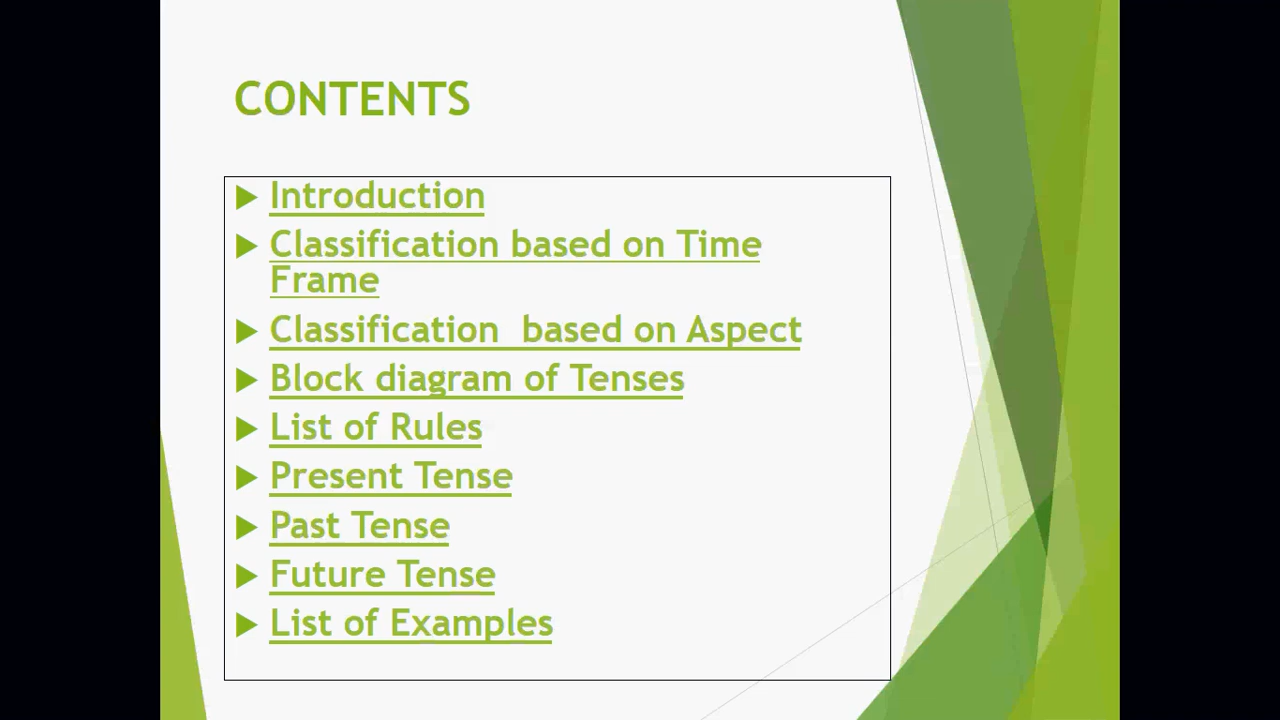 CONTENTS
Introduction
Classification based on Time
Frame
Classification  based on Aspect
Block diagram of Tenses
List of Rules
Present Tense
Past Tense
Future Tense
List of Examples